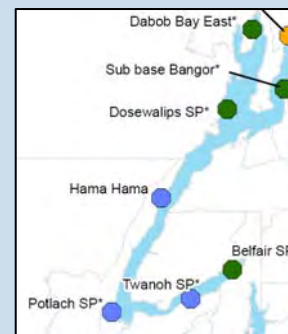 Dabob Bay East*
Sub base Bangor*
Dosewalips SP*
Hama Hama
Belfair SP
Twanoh SP*
Potlach SP*